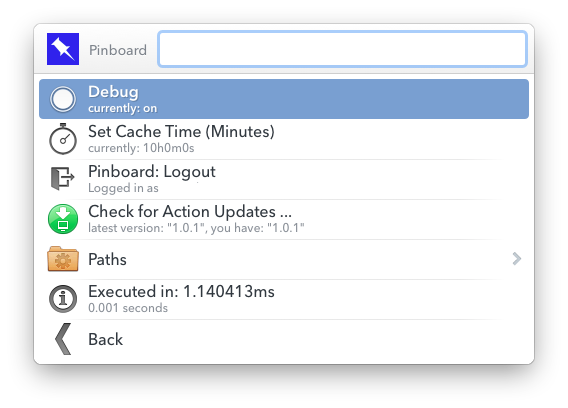 Pinboard
Debug
currently: on
Set Cache Time (Minutes)
currently: 10h0m0s
Pinboard: Logout
Logged in as
Check for Action Updates ...
latest version: "1.0.1", you have: "1.0.1"
Paths
Executed in: 1.140413ms
0.001 seconds
Back